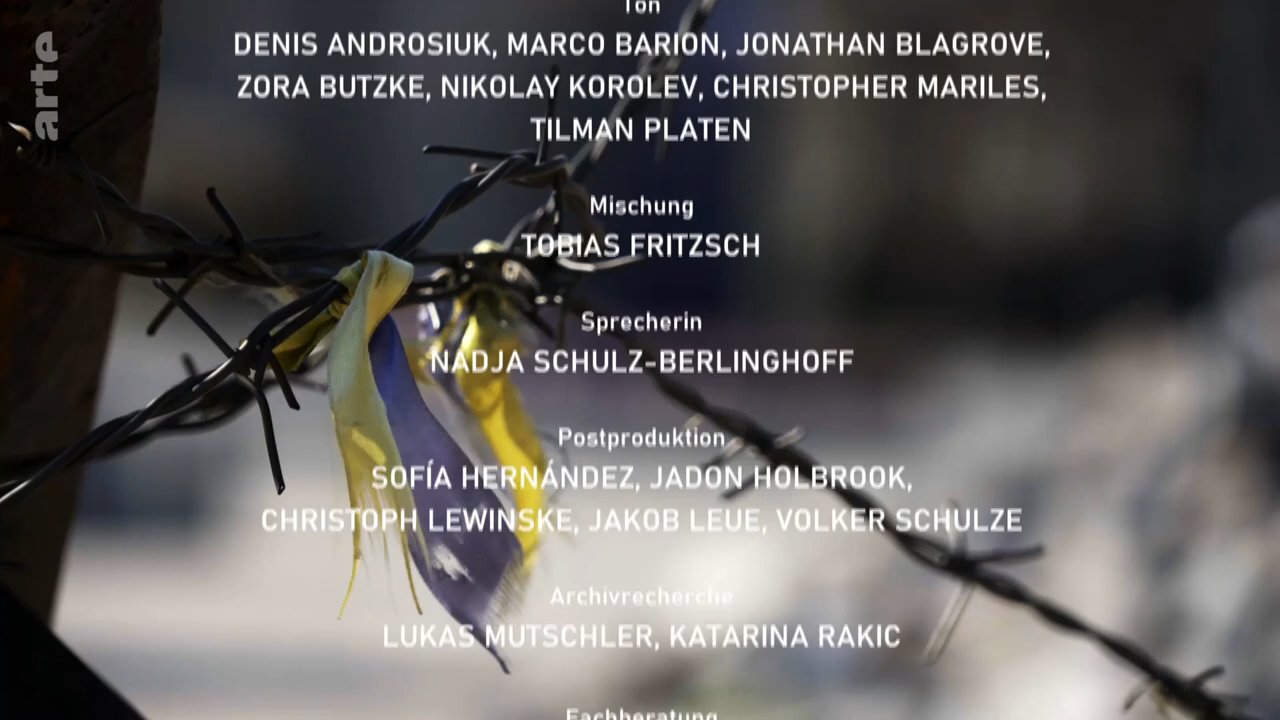 arte
Ton
DENIS ANDROSIUK, MARCO BARION, JONATHAN BLAGROVE,
ZORA BUTZKE, NIKOLAY KOROLEV, CHRISTOPHER MARILES,
TILMAN PLATEN
Mischung
TOBIAS FRITZSCH
Sprecherin
NADJA SCHULZ-BERLINGHOFF
Postproduktion
SOFÍA HERNÁNDEZ, JADON HOLBROOK,
CHRISTOPH LEWINSKE, JAKOB LEUE, VOLKER SCHULZE
Archivrecherche
LUKAS MUTSCHLER, KATARINA RAKIC
Fachberatung